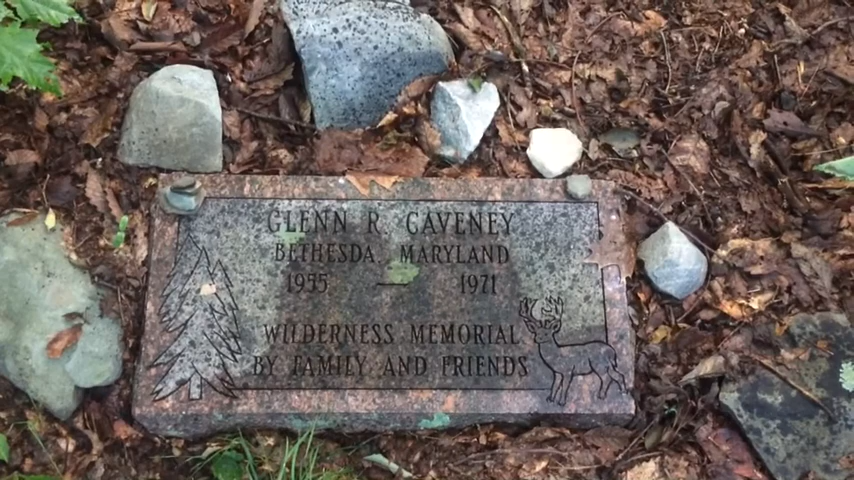 GLENN R. CAVENEY
BETHESDA, MARYLAND
1955 — 1971
WILDERNESS MEMORIAL
BY FAMILY AND FRIENDS